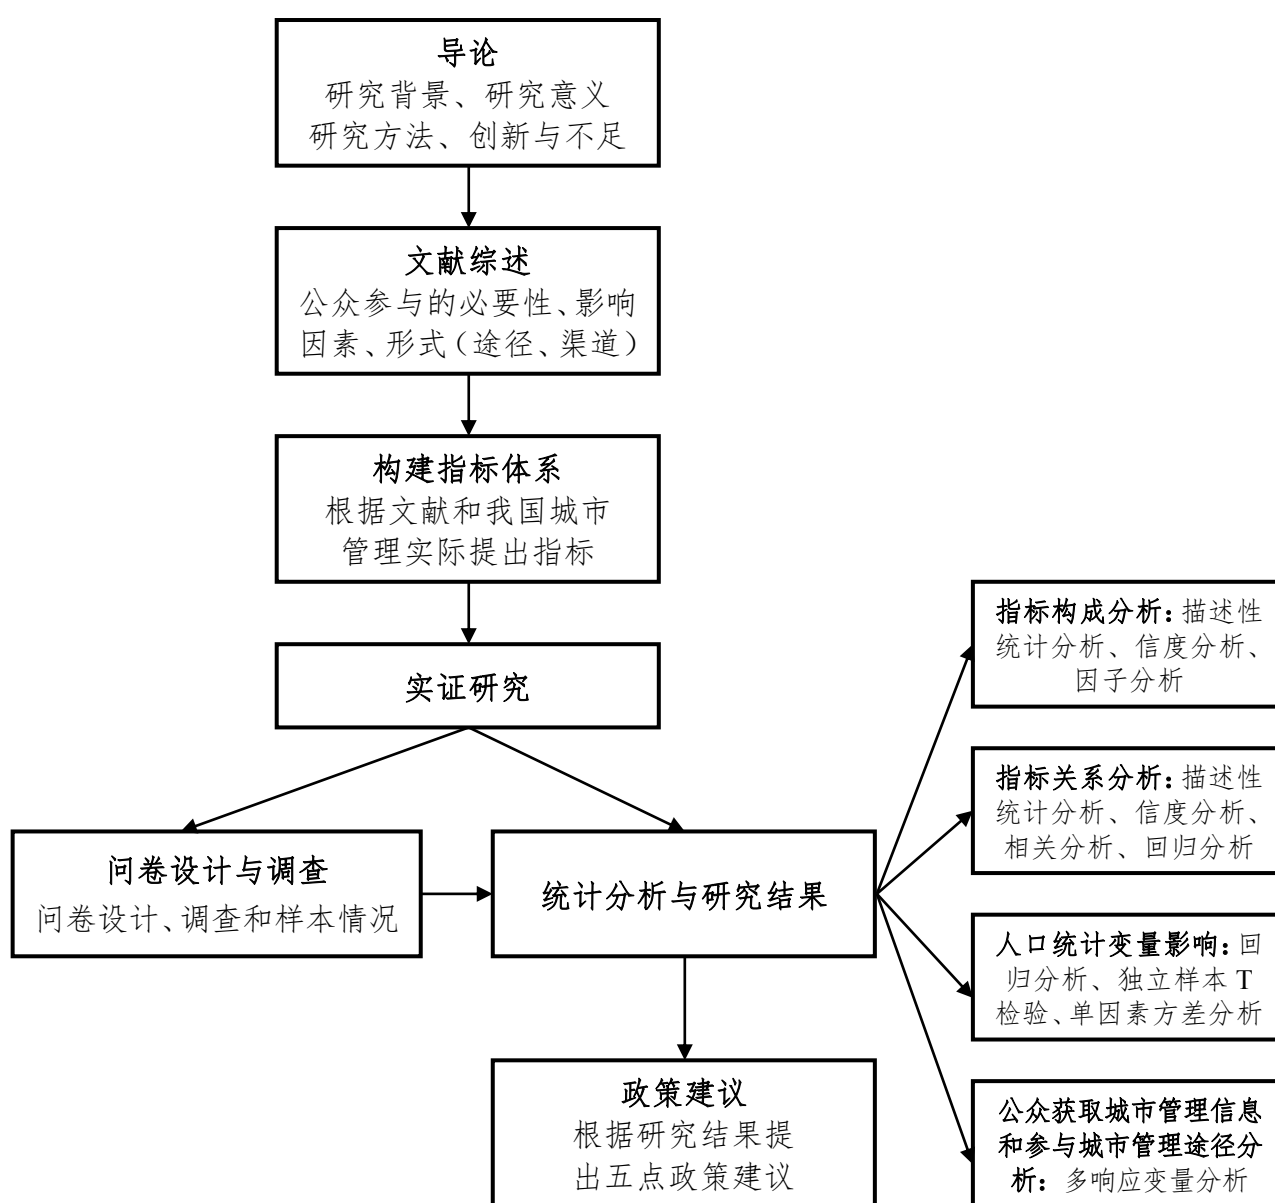 导论
研究背景、研究意义
研究方法、创新与不足
文献综述
公众参与的必要性、影响
因素、形式（途径、渠道）
构建指标体系
根据文献和我国城市
管理实际提出指标
实证研究
问卷设计与调查
问卷设计、调查和样本情况
统计分析与研究结果
政策建议
根据研究结果提
出五点政策建议
指标构成分析：描述性
统计分析、信度分析、
因子分析
指标关系分析：描述性
统计分析、信度分析、
相关分析、回归分析
人口统计变量影响：回
归分析、独立样本 T
检验、单因素方差分析
公众获取城市管理信息
和参与城市管理途径分
析：多响应变量分析